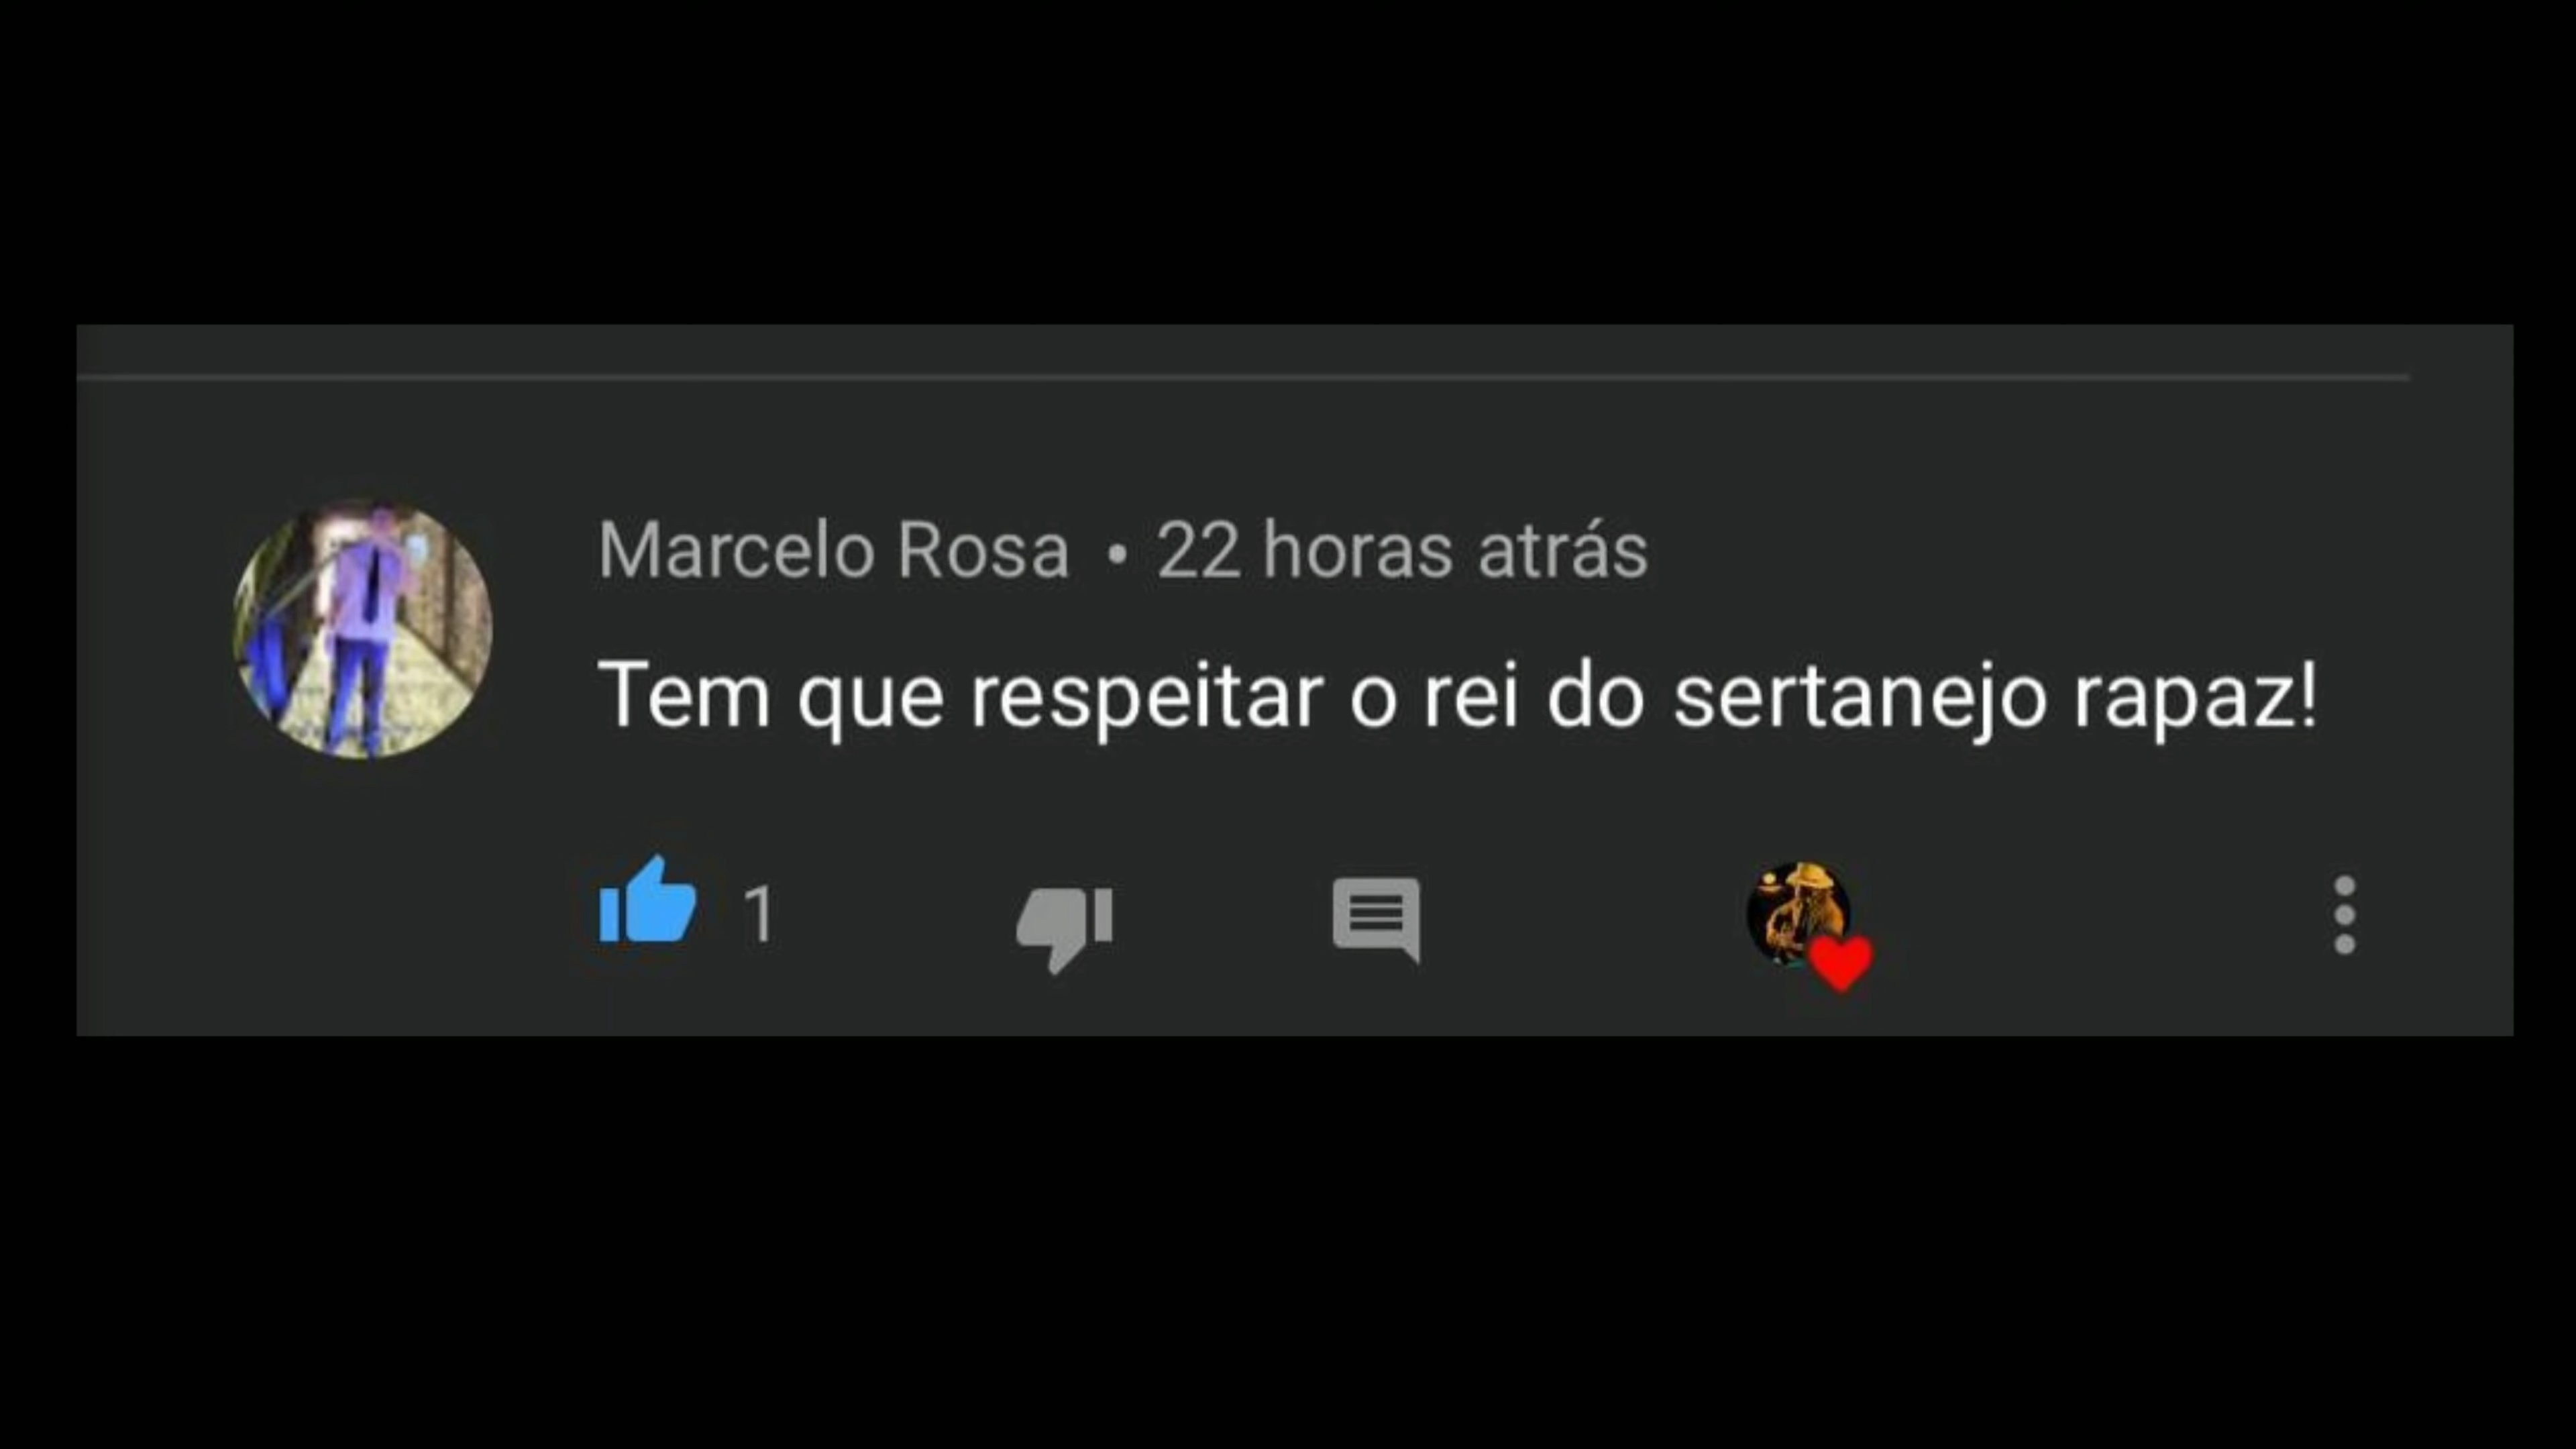 Marcelo Rosa • 22 horas atrás
Tem que respeitar o rei do sertanejo rapaz!
1